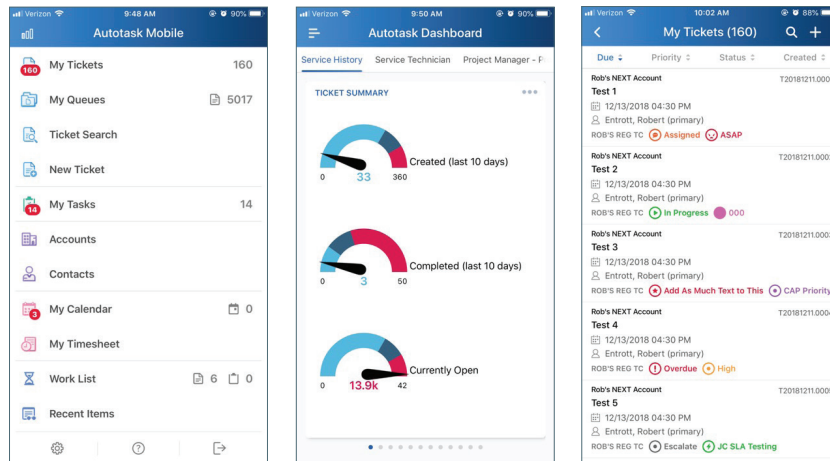 Verizon
9:48 AM
90%
Autotask Mobile
160
My Tickets
160
My Queues
5017
Ticket Search
New Ticket
14
My Tasks
14
Accounts
Contacts
3
My Calendar
0
My Timesheet
Work List
6
0
Recent Items
Verizon
9:50 AM
90%
Autotask Dashboard
Service History
Service Technician
Project Manager - P
TICKET SUMMARY
Created (last 10 days)
0
33
360
Completed (last 10 days)
0
3
50
Currently Open
0
13.9k
42
Verizon
10:02 AM
88%
My Tickets (160)
Due
Priority
Status
Created
Rob's NEXT Account
T20181211.000
Test 1
12/13/2018 04:30 PM
Entrott, Robert (primary)
ROB'S REG TC Assigned ASAP
Rob's NEXT Account
T20181211.000
Test 2
12/13/2018 04:30 PM
Entrott, Robert (primary)
ROB'S REG TC In Progress 000
Rob's NEXT Account
T20181211.000
Test 3
12/13/2018 04:30 PM
Entrott, Robert (primary)
ROB'S REG TC Add As Much Text to This CAP Priority
Rob's NEXT Account
T20181211.000
Test 4
12/13/2018 04:30 PM
Entrott, Robert (primary)
ROB'S REG TC Overdue High
Rob's NEXT Account
T20181211.000
Test 5
12/13/2018 04:30 PM
Entrott, Robert (primary)
ROB'S REG TC Escalate JC SLA Testing